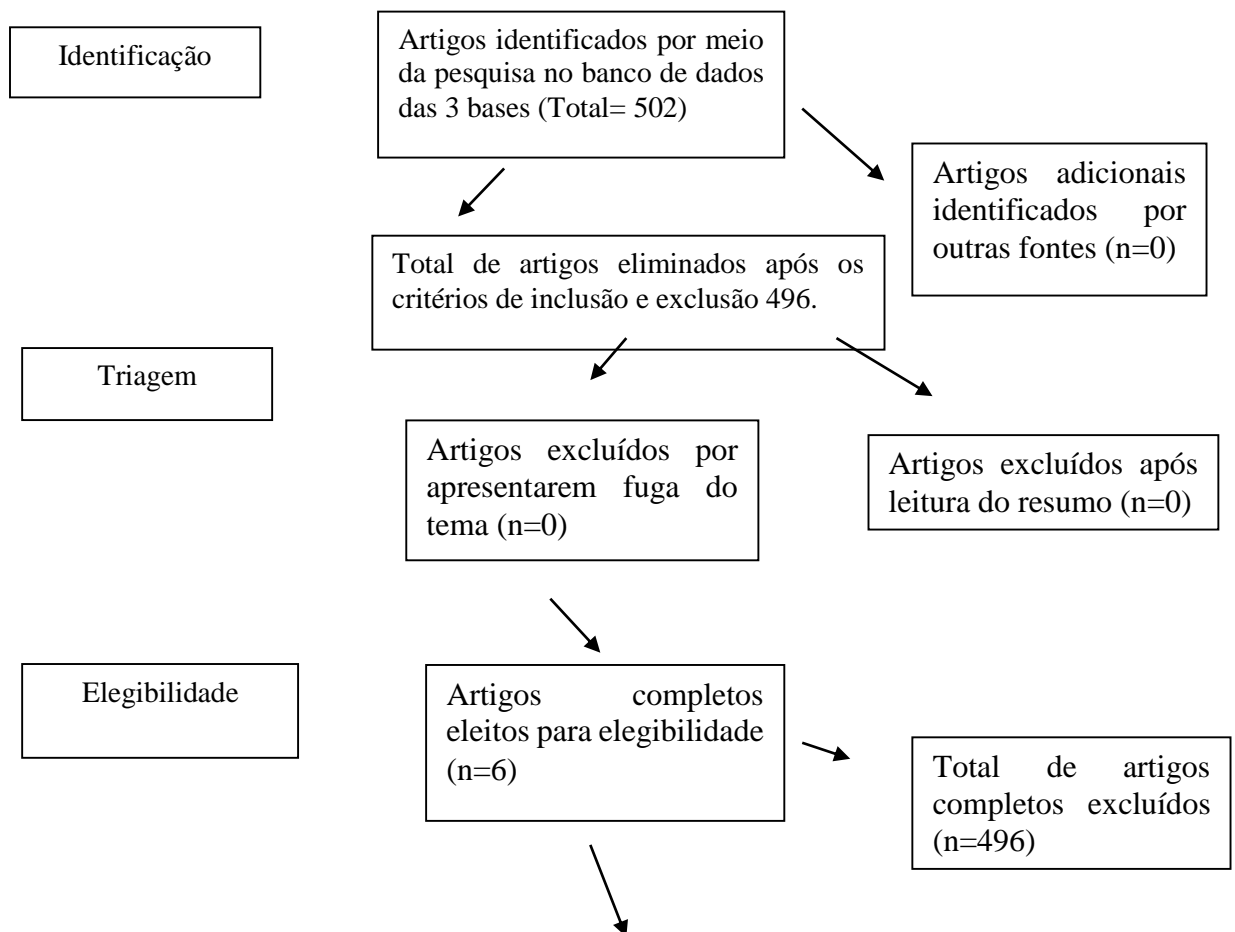 Identificação
Artigos identificados por meio
da pesquisa no banco de dados
das 3 bases (Total= 502)
Artigos adicionais
identificados por
outras fontes (n=0)
Total de artigos eliminados após os
critérios de inclusão e exclusão 496.
Triagem
Artigos excluídos por
apresentarem fuga do
tema (n=0)
Artigos excluídos após
leitura do resumo (n=0)
Elegibilidade
Artigos completos
eleitos para elegibilidade
(n=6)
Total de artigos
completos excluídos
(n=496)